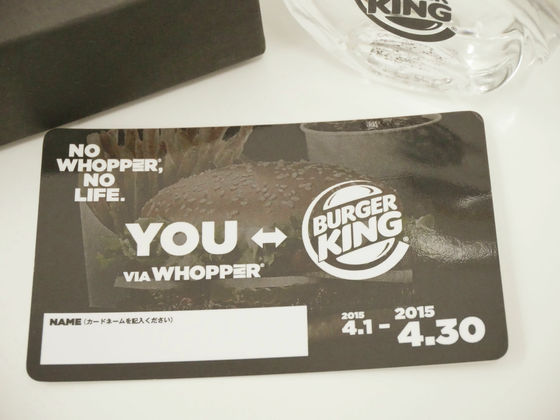 KING
NO
WHOPPER®,
NO
LIFE.
YOU ↔ BURGER KING®
VIA WHOPPER®
NAME (カードネームを記入ください)
2015 4.1 – 2015 4.30